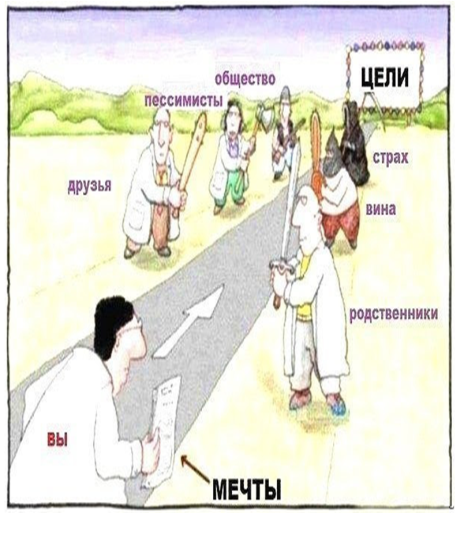 общество
ЦЕЛИ
пессимисты
страх
друзья
вина
родственники
вы
МЕЧТЫ